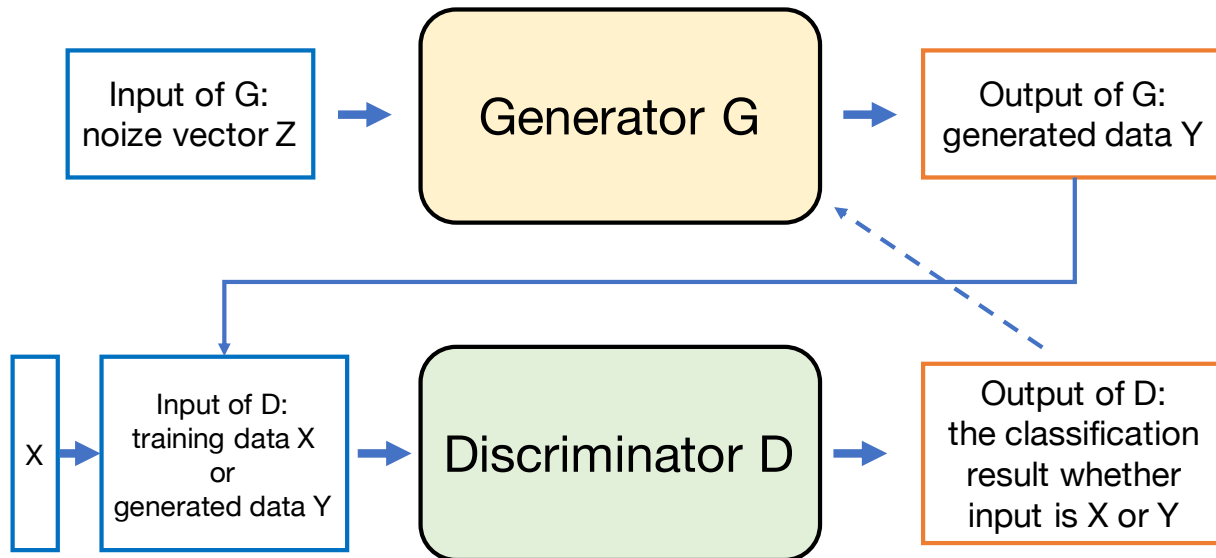 Input of G:
noize vector Z
Generator G
Output of G:
generated data Y
X
Input of D:
training data X
or
generated data Y
Discriminator D
Output of D:
the classification
result whether
input is X or Y